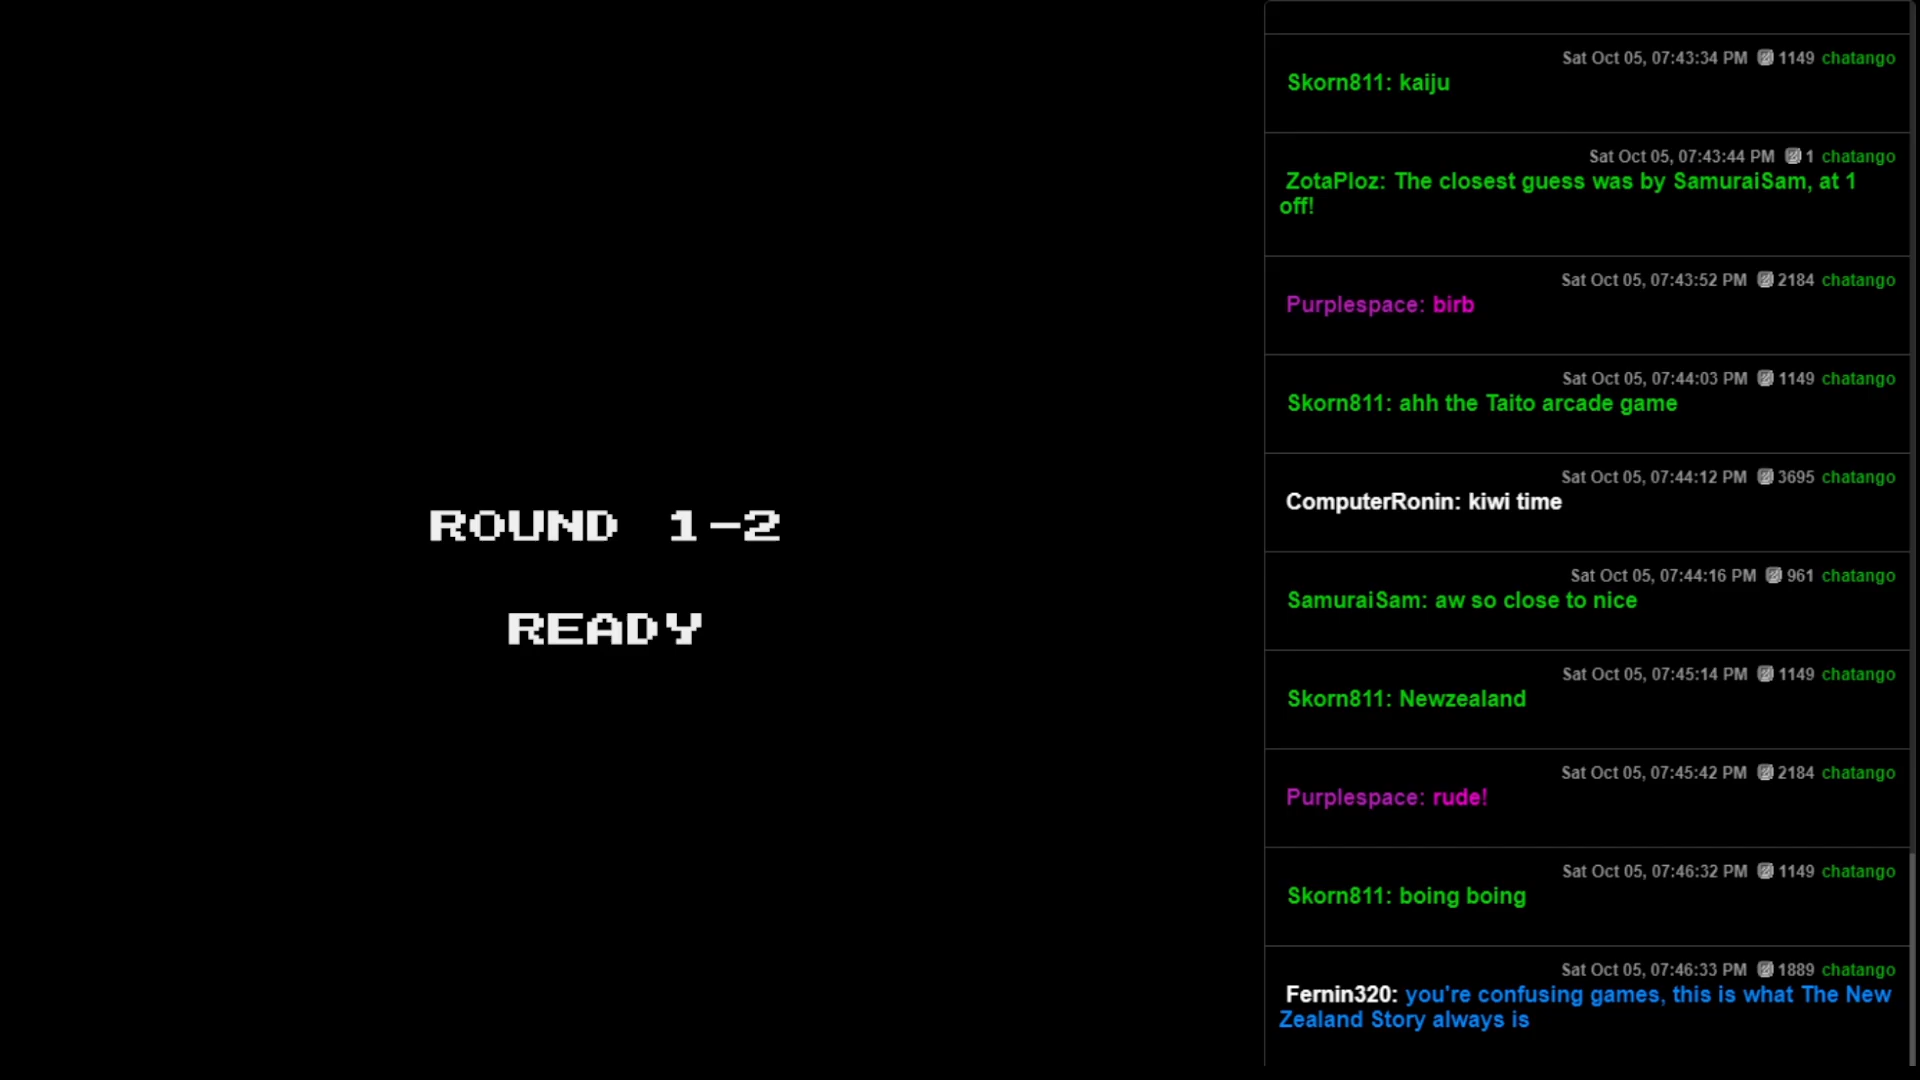 ROUND 1-2
READY
Sat Oct 05, 07:43:34 PM 1149 chatango
Skorn811: kaiju
Sat Oct 05, 07:43:44 PM 1 chatango
ZotaPloz: The closest guess was by SamuraiSam, at 1
off!
Sat Oct 05, 07:43:52 PM 2184 chatango
Purplespace: birb
Sat Oct 05, 07:44:03 PM 1149 chatango
Skorn811: ahh the Taito arcade game
Sat Oct 05, 07:44:12 PM 3695 chatango
ComputerRonin: kiwi time
Sat Oct 05, 07:44:16 PM 961 chatango
SamuraiSam: aw so close to nice
Sat Oct 05, 07:45:14 PM 1149 chatango
Skorn811: Newzealand
Sat Oct 05, 07:45:42 PM 2184 chatango
Purplespace: rude!
Sat Oct 05, 07:46:32 PM 1149 chatango
Skorn811: boing boing
Sat Oct 05, 07:46:33 PM 1889 chatango
Fernin320: you're confusing games, this is what The New
Zealand Story always is